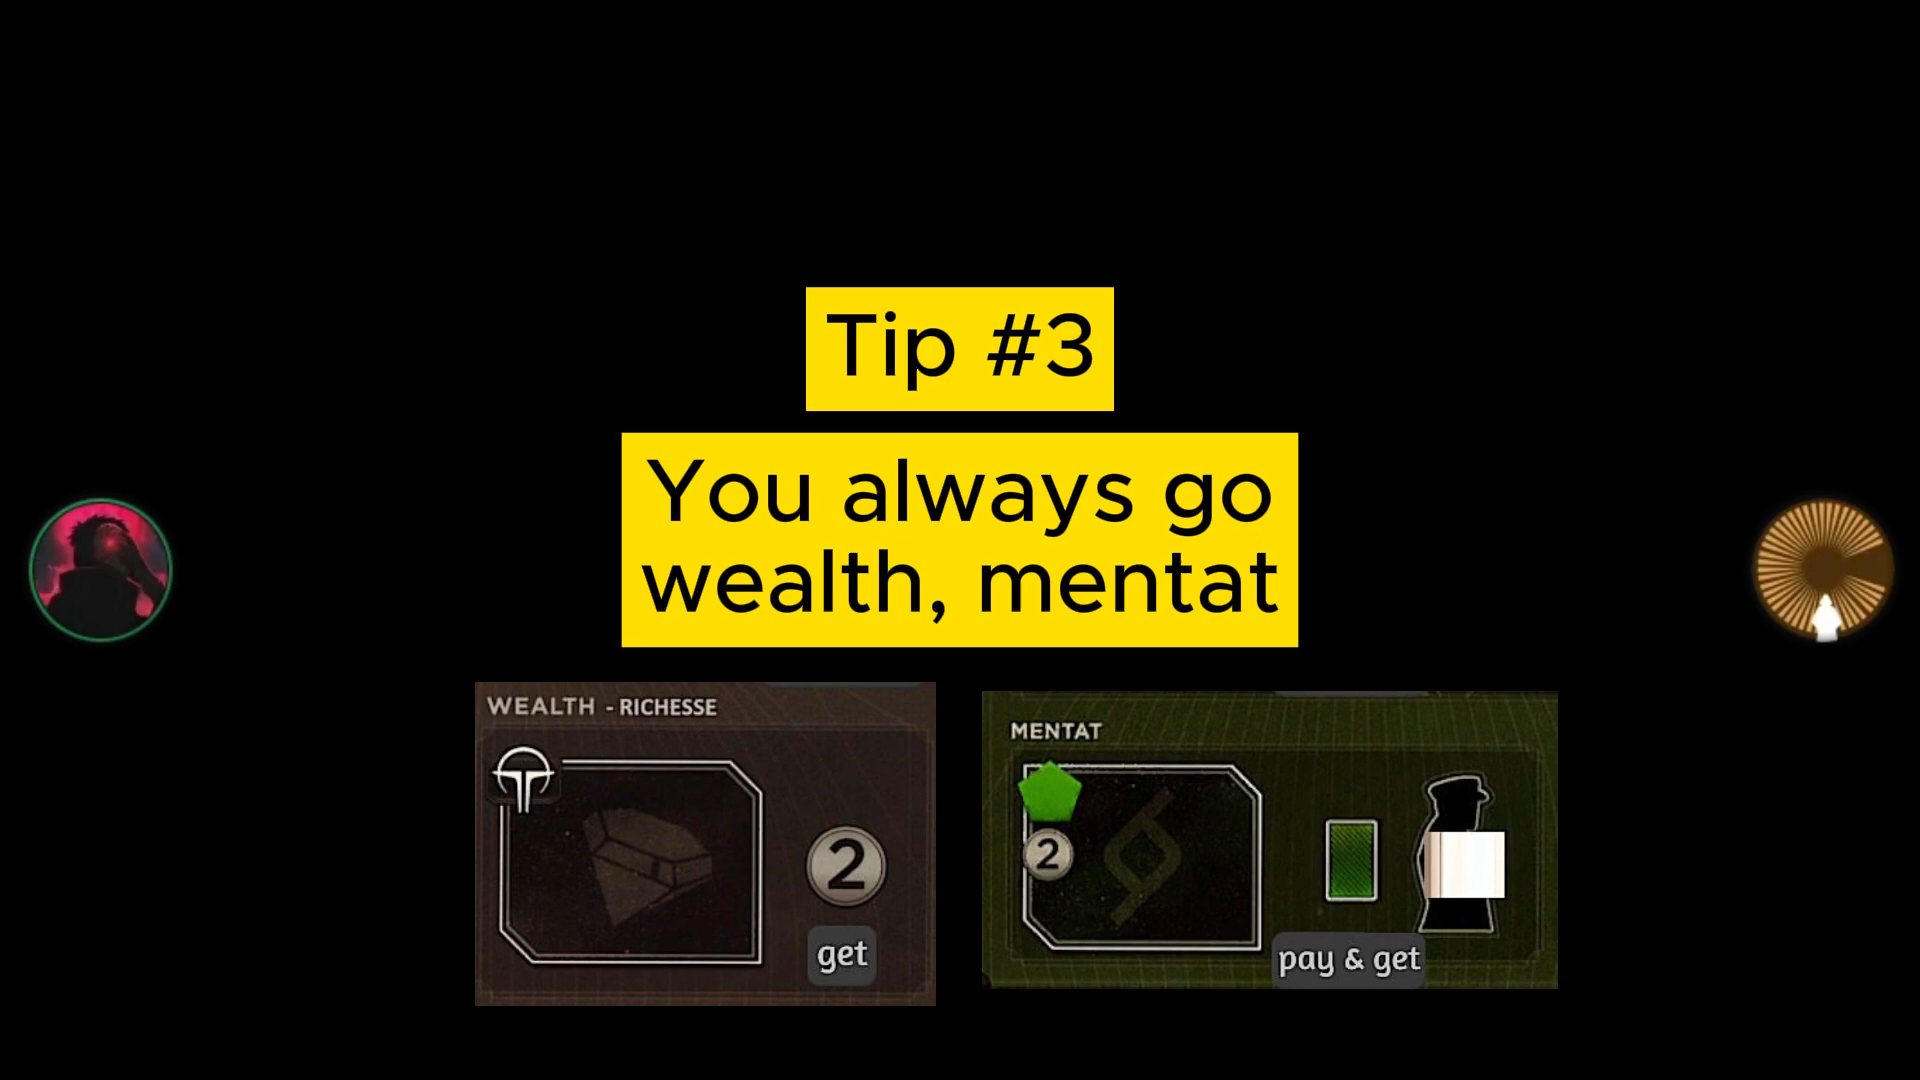 Tip #3
You always go
wealth, mentat
WEALTH - RICHESSE
2
get
MENTAT
2
pay & get